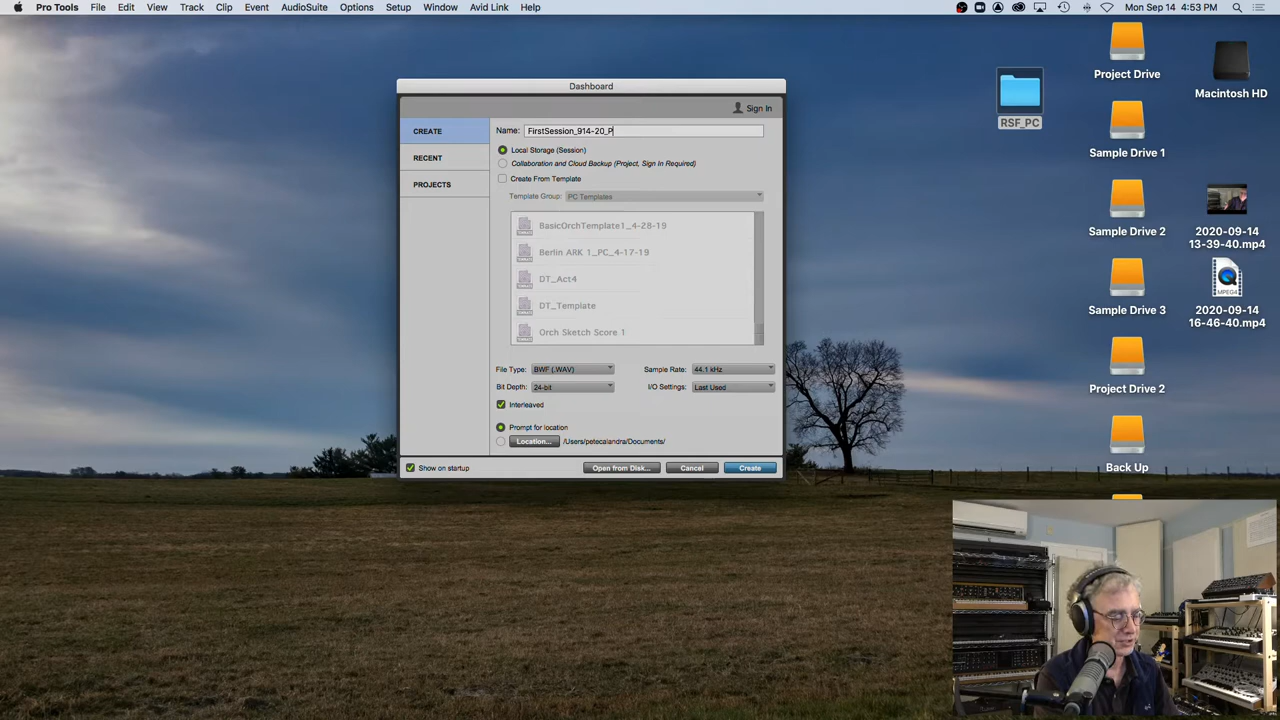 Pro Tools File Edit View Track Clip Event AudioSuite Options Setup Window Avid Link Help Mon Sep 14 4:53 PM
Dashboard
Sign In
CREATE
RECENT
PROJECTS
Name: FirstSession_914-20_P
Local Storage (Session)
Collaboration and Cloud Backup (Project, Sign In Required)
Create From Template
Template Group: PC Templates
BasicOrchTemplate1_4-28-19
Berlin ARK 1_PC_4-17-19
DT_Act4
DT_Template
Orch Sketch Score 1
File Type: BWF (.WAV) Sample Rate: 44.1 kHz
Bit Depth: 24-bit I/O Settings: Last Used
Interleaved
Prompt for location
Location... /Users/petecalandra/Documents/
Show on startup Open from Disk... Cancel Create
RSF_PC
Project Drive
Sample Drive 1
Sample Drive 2
Sample Drive 3
Project Drive 2
Back Up
Macintosh HD
2020-09-14
13-39-40.mp4
MPEG4
2020-09-14
16-46-40.mp4